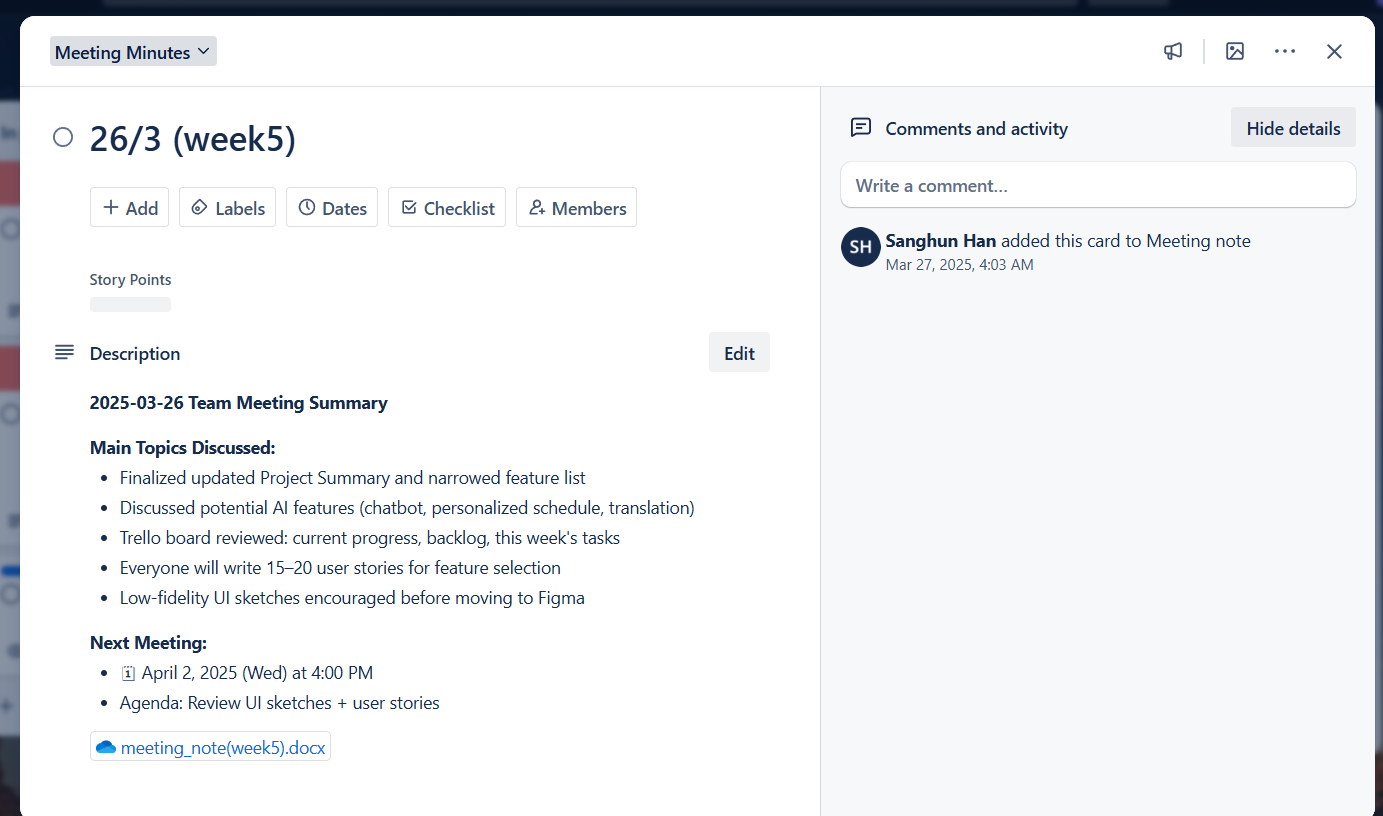 Meeting Minutes
26/3 (week5)
Add
Labels
Dates
Checklist
Members
Story Points
Description
Edit
2025-03-26 Team Meeting Summary
Main Topics Discussed:
• Finalized updated Project Summary and narrowed feature list
• Discussed potential AI features (chatbot, personalized schedule, translation)
• Trello board reviewed: current progress, backlog, this week's tasks
• Everyone will write 15–20 user stories for feature selection
• Low-fidelity UI sketches encouraged before moving to Figma
Next Meeting:
• 🗓 April 2, 2025 (Wed) at 4:00 PM
• Agenda: Review UI sketches + user stories
meeting_note(week5).docx
Comments and activity
Hide details
Write a comment...
SH
Sanghun Han added this card to Meeting note
Mar 27, 2025, 4:03 AM